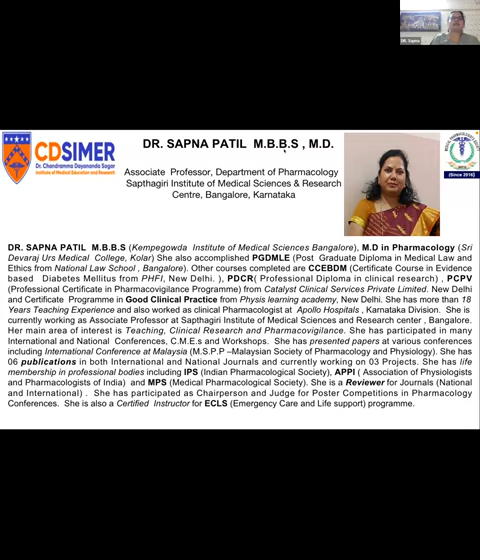 DR. Sapna
CDSIMER
Dr. Chandramma Dayananda Sagar
Institute of Medical Education and Research
DR. SAPNA PATIL M.B.B.S , M.D.
Associate Professor, Department of Pharmacology
Sapthagiri Institute of Medical Sciences & Research
Centre, Bangalore, Karnataka
(Since 2016)
DR. SAPNA PATIL M.B.B.S (Kempegowda Institute of Medical Sciences Bangalore), M.D in Pharmacology (Sri
Devaraj Urs Medical College, Kolar) She also accomplished PGDMLE (Post Graduate Diploma in Medical Law and
Ethics from National Law School , Bangalore). Other courses completed are CCEBDM (Certificate Course in Evidence
based Diabetes Mellitus from PHFI, New Delhi. ), PDCR( Professional Diploma in clinical research) , PCPV
(Professional Certificate in Pharmacovigilance Programme) from Catalyst Clinical Services Private Limited. New Delhi
and Certificate Programme in Good Clinical Practice from Physis learning academy, New Delhi. She has more than 18
Years Teaching Experience and also worked as clinical Pharmacologist at Apollo Hospitals , Karnataka Division. She is
currently working as Associate Professor at Sapthagiri Institute of Medical Sciences and Research center , Bangalore.
Her main area of interest is Teaching, Clinical Research and Pharmacovigilance. She has participated in many
International and National Conferences, C.M.Es and Workshops. She has presented papers at various conferences
including International Conference at Malaysia (M.S.P.P –Malaysian Society of Pharmacology and Physiology). She has
06 publications in both International and National Journals and currently working on 03 Projects. She has life
membership in professional bodies including IPS (Indian Pharmacological Society), APPI ( Association of Physiologists
and Pharmacologists of India) and MPS (Medical Pharmacological Society). She is a Reviewer for Journals (National
and International) . She has participated as Chairperson and Judge for Poster Competitions in Pharmacology
Conferences. She is also a Certified Instructor for ECLS (Emergency Care and Life support) programme.